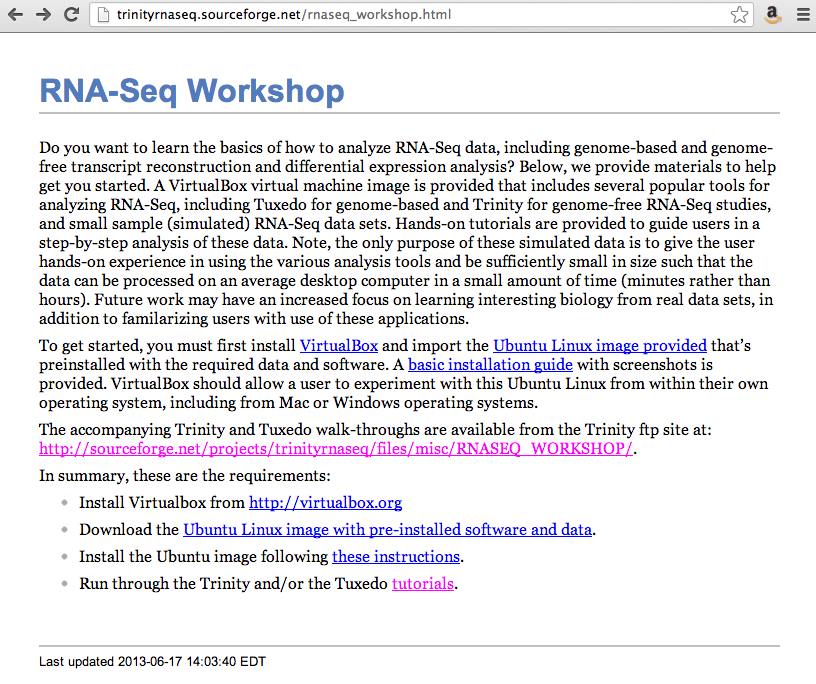 trinityrnaseq.sourceforge.net/rnaseq_workshop.html
RNA-Seq Workshop
Do you want to learn the basics of how to analyze RNA-Seq data, including genome-based and genome-
free transcript reconstruction and differential expression analysis? Below, we provide materials to help
get you started. A VirtualBox virtual machine image is provided that includes several popular tools for
analyzing RNA-Seq, including Tuxedo for genome-based and Trinity for genome-free RNA-Seq studies,
and small sample (simulated) RNA-Seq data sets. Hands-on tutorials are provided to guide users in a
step-by-step analysis of these data. Note, the only purpose of these simulated data is to give the user
hands-on experience in using the various analysis tools and be sufficiently small in size such that the
data can be processed on an average desktop computer in a small amount of time (minutes rather than
hours). Future work may have an increased focus on learning interesting biology from real data sets, in
addition to familarizing users with use of these applications.
To get started, you must first install VirtualBox and import the Ubuntu Linux image provided that’s
preinstalled with the required data and software. A basic installation guide with screenshots is
provided. VirtualBox should allow a user to experiment with this Ubuntu Linux from within their own
operating system, including from Mac or Windows operating systems.
The accompanying Trinity and Tuxedo walk-throughs are available from the Trinity ftp site at:
http://sourceforge.net/projects/trinityrnaseq/files/misc/RNASEQ_WORKSHOP/.
In summary, these are the requirements:
Install Virtualbox from http://virtualbox.org
Download the Ubuntu Linux image with pre-installed software and data.
Install the Ubuntu image following these instructions.
Run through the Trinity and/or the Tuxedo tutorials.
Last updated 2013-06-17 14:03:40 EDT